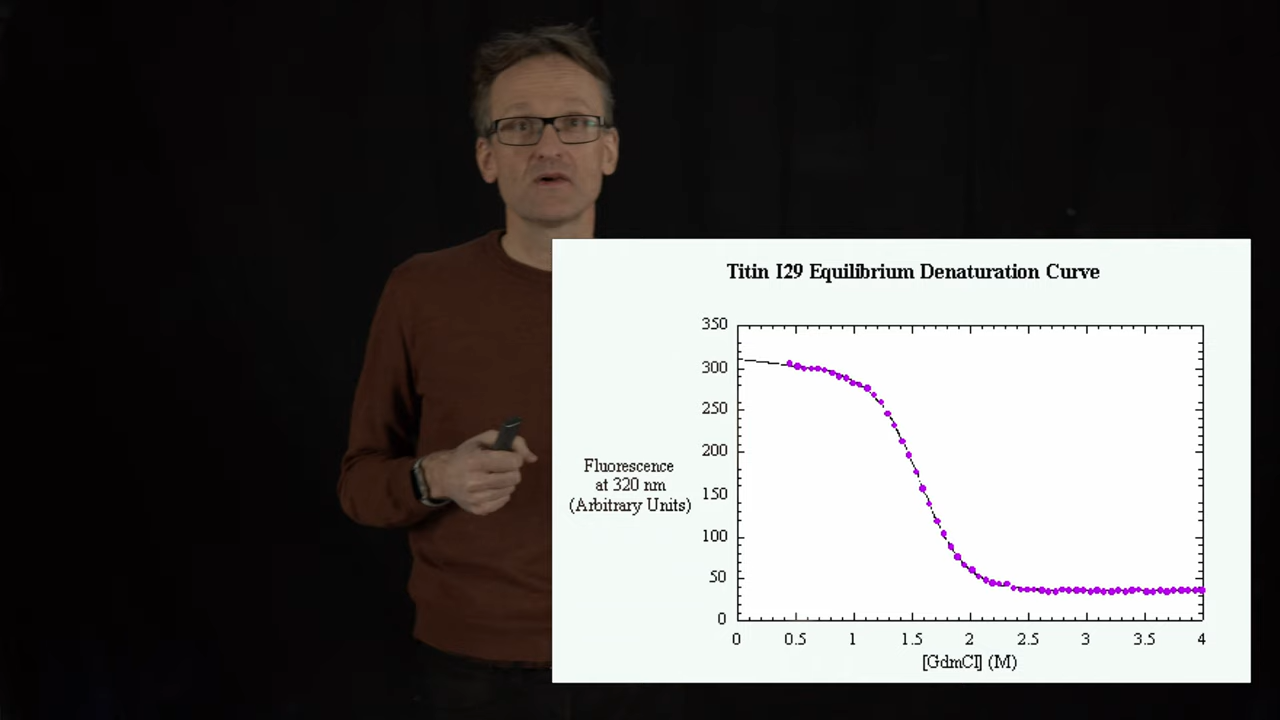 Titin I29 Equilibrium Denaturation Curve
350
300
250
200
150
100
50
0
Fluorescence
at 320 nm
(Arbitrary Units)
0 0.5 1 1.5 2 2.5 3 3.5 4
[GdmCl] (M)